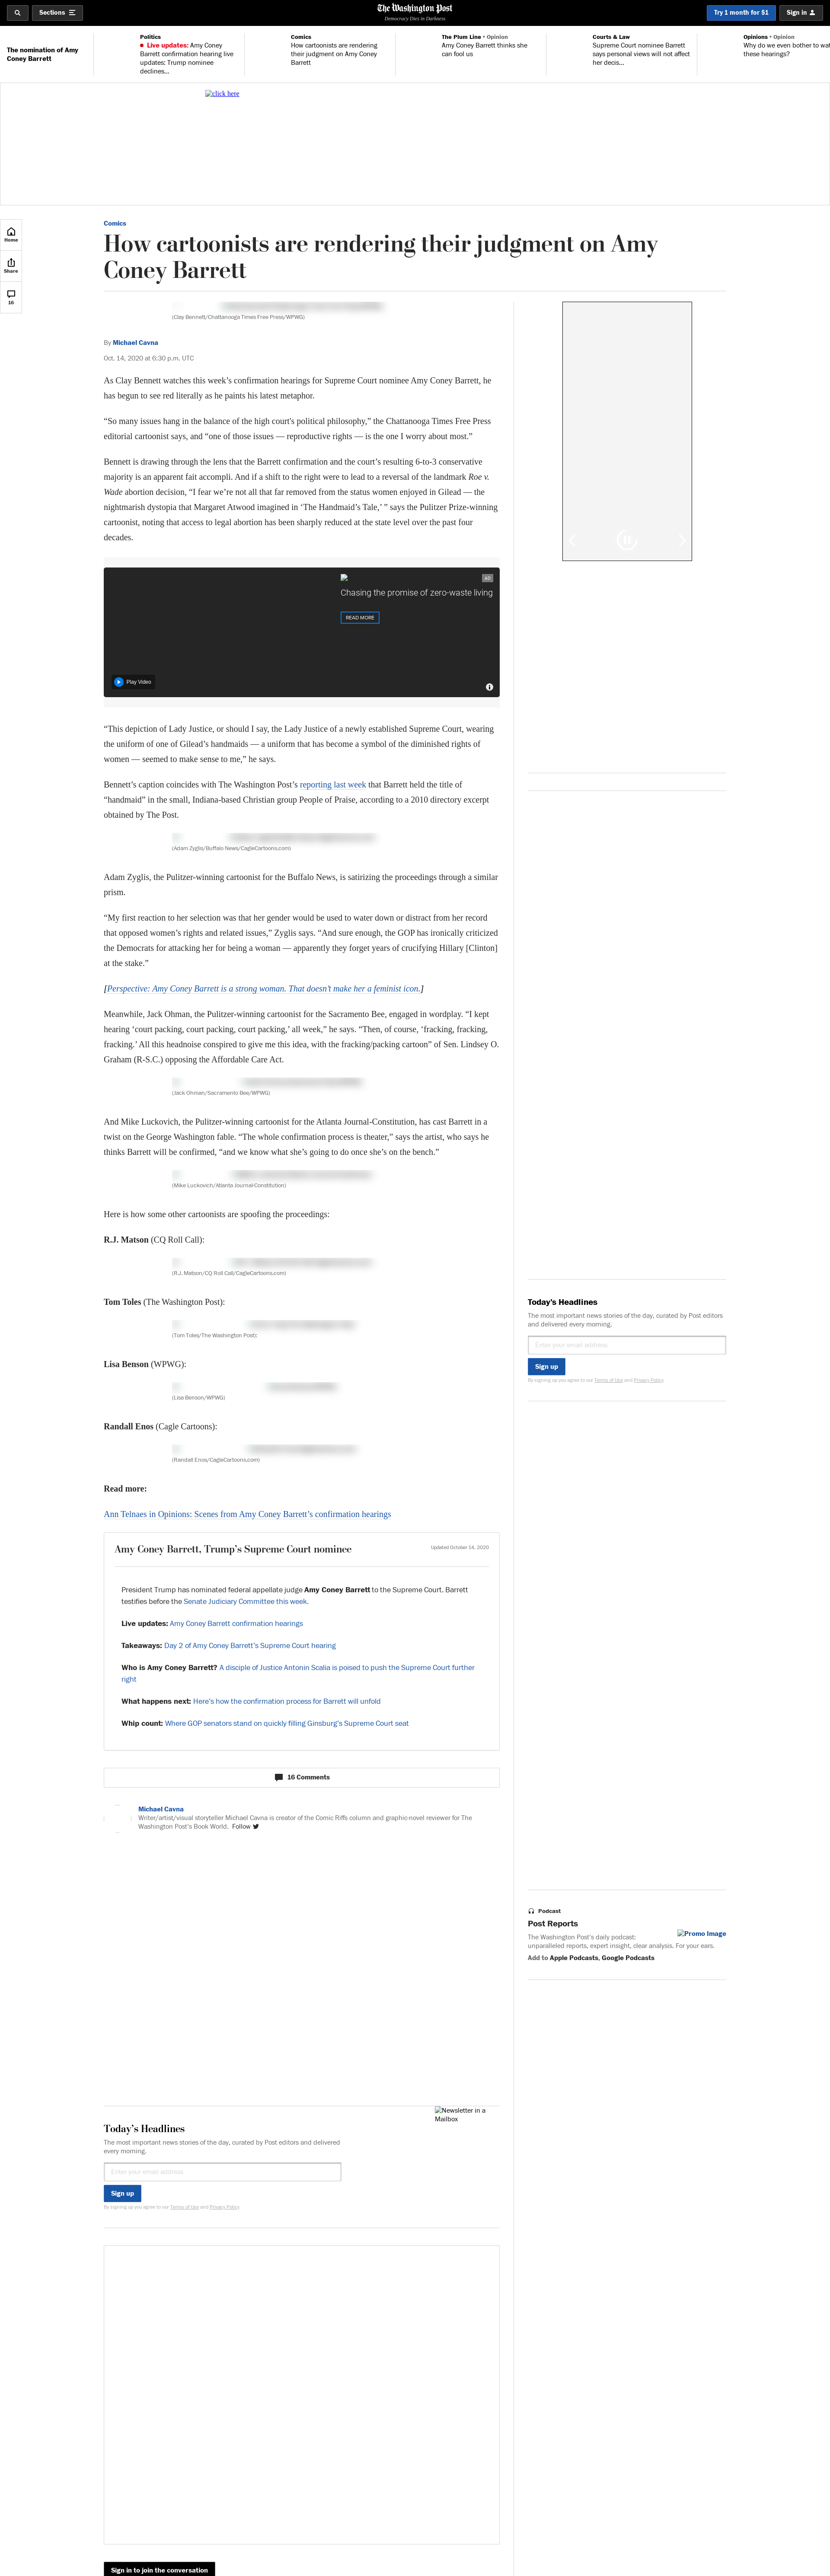 Sections
The Washington Post
Democracy Dies in Darkness
Try 1 month for $1
Sign in
The nomination of Amy
Coney Barrett
Politics
Live updates: Amy Coney
Barrett confirmation hearing live
updates: Trump nominee
declines...
Comics
How cartoonists are rendering
their judgment on Amy Coney
Barrett
The Plum Line • Opinion
Amy Coney Barrett thinks she
can fool us
Courts & Law
Supreme Court nominee Barrett
says personal views will not affect
her decis...
Opinions • Opinion
Why do we even bother to wat
these hearings?
click here
Home
Share
16
Comics
How cartoonists are rendering their judgment on Amy
Coney Barrett
(Clay Bennett/Chattanooga Times Free Press/WPWG)
By Michael Cavna
Oct. 14, 2020 at 6:30 p.m. UTC
As Clay Bennett watches this week’s confirmation hearings for Supreme Court nominee Amy Coney Barrett, he
has begun to see red literally as he paints his latest metaphor.
“So many issues hang in the balance of the high court’s political philosophy,” the Chattanooga Times Free Press
editorial cartoonist says, and “one of those issues — reproductive rights — is the one I worry about most.”
Bennett is drawing through the lens that the Barrett confirmation and the court’s resulting 6-to-3 conservative
majority is an apparent fait accompli. And if a shift to the right were to lead to a reversal of the landmark Roe v.
Wade abortion decision, “I fear we’re not all that far removed from the status women enjoyed in Gilead — the
nightmarish dystopia that Margaret Atwood imagined in ‘The Handmaid’s Tale,’ ” says the Pulitzer Prize-winning
cartoonist, noting that access to legal abortion has been sharply reduced at the state level over the past four
decades.
AD
Chasing the promise of zero-waste living
READ MORE
Play Video
“This depiction of Lady Justice, or should I say, the Lady Justice of a newly established Supreme Court, wearing
the uniform of one of Gilead’s handmaids — a uniform that has become a symbol of the diminished rights of
women — seemed to make sense to me,” he says.
Bennett’s caption coincides with The Washington Post’s reporting last week that Barrett held the title of
“handmaid” in the small, Indiana-based Christian group People of Praise, according to a 2010 directory excerpt
obtained by The Post.
(Adam Zyglis/Buffalo News/CagleCartoons.com)
Adam Zyglis, the Pulitzer-winning cartoonist for the Buffalo News, is satirizing the proceedings through a similar
prism.
“My first reaction to her selection was that her gender would be used to water down or distract from her record
that opposed women’s rights and related issues,” Zyglis says. “And sure enough, the GOP has ironically criticized
the Democrats for attacking her for being a woman — apparently they forget years of crucifying Hillary [Clinton]
at the stake.”
[Perspective: Amy Coney Barrett is a strong woman. That doesn’t make her a feminist icon.]
Meanwhile, Jack Ohman, the Pulitzer-winning cartoonist for the Sacramento Bee, engaged in wordplay. “I kept
hearing ‘court packing, court packing, court packing,’ all week,” he says. “Then, of course, ‘fracking, fracking,
fracking.’ All this headnoise conspired to give me this idea, with the fracking/packing cartoon” of Sen. Lindsey O.
Graham (R-S.C.) opposing the Affordable Care Act.
(Jack Ohman/Sacramento Bee/WPWG)
And Mike Luckovich, the Pulitzer-winning cartoonist for the Atlanta Journal-Constitution, has cast Barrett in a
twist on the George Washington fable. “The whole confirmation process is theater,” says the artist, who says he
thinks Barrett will be confirmed, “and we know what she’s going to do once she’s on the bench.”
(Mike Luckovich/Atlanta Journal-Constitution)
Here is how some other cartoonists are spoofing the proceedings:
R.J. Matson (CQ Roll Call):
(R.J. Matson/CQ Roll Call/CagleCartoons.com)
Tom Toles (The Washington Post):
(Tom Toles/The Washington Post):
Lisa Benson (WPWG):
(Lisa Benson/WPWG)
Randall Enos (Cagle Cartoons):
(Randall Enos/CagleCartoons.com)
Read more:
Ann Telnaes in Opinions: Scenes from Amy Coney Barrett’s confirmation hearings
Amy Coney Barrett, Trump’s Supreme Court nominee
Updated October 14, 2020
President Trump has nominated federal appellate judge Amy Coney Barrett to the Supreme Court. Barrett
testifies before the Senate Judiciary Committee this week.
Live updates: Amy Coney Barrett confirmation hearings
Takeaways: Day 2 of Amy Coney Barrett’s Supreme Court hearing
Who is Amy Coney Barrett? A disciple of Justice Antonin Scalia is poised to push the Supreme Court further
right
What happens next: Here’s how the confirmation process for Barrett will unfold
Whip count: Where GOP senators stand on quickly filling Ginsburg’s Supreme Court seat
16 Comments
Michael Cavna
Writer/artist/visual storyteller Michael Cavna is creator of the Comic Riffs column and graphic-novel reviewer for The
Washington Post’s Book World. Follow
Today’s Headlines
The most important news stories of the day, curated by Post editors
and delivered every morning.
Enter your email address
Sign up
By signing up you agree to our Terms of Use and Privacy Policy
Podcast
Post Reports
Promo Image
The Washington Post’s daily podcast:
unparalleled reports, expert insight, clear analysis. For your ears.
Add to Apple Podcasts, Google Podcasts
Newsletter in a
Mailbox
Today’s Headlines
The most important news stories of the day, curated by Post editors and delivered
every morning.
Enter your email address
Sign up
By signing up you agree to our Terms of Use and Privacy Policy
Sign in to join the conversation